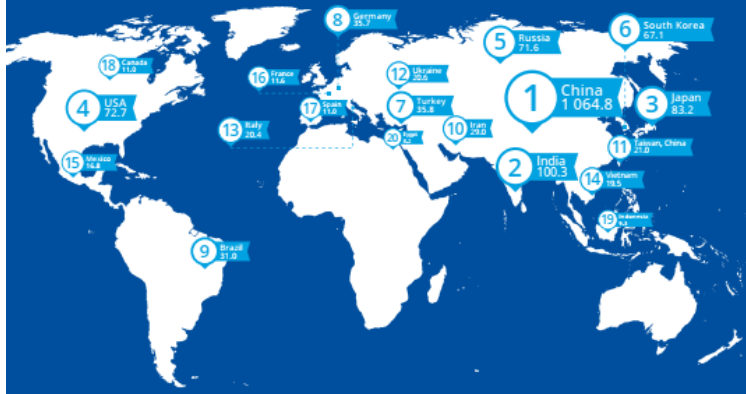 8
Germany
35.7
6
South Korea
67.1
5
Russia
71.6
18
Canada
11.0
16
France
11.6
12
Ukraine
20.6
1
China
1 064.8
4
USA
72.7
17
Spain
11.0
7
Turkey
35.8
3
Japan
83.2
13
Italy
20.4
10
Iran
29.0
20
11
Taiwan, China
21.0
15
Mexico
16.8
2
India
100.3
14
Vietnam
19.5
19
Indonesia
9
Brazil
31.0